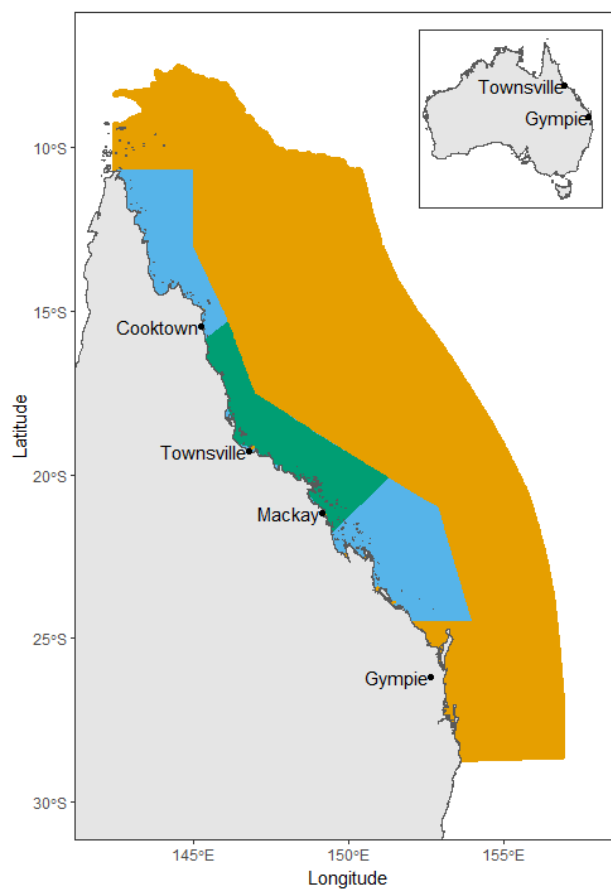 Townsville
Gympie
10°S
15°S
Cooktown
Townsville
20°S
Mackay
25°S
Gympie
30°S
145°E 150°E 155°E
Longitude
Latitude